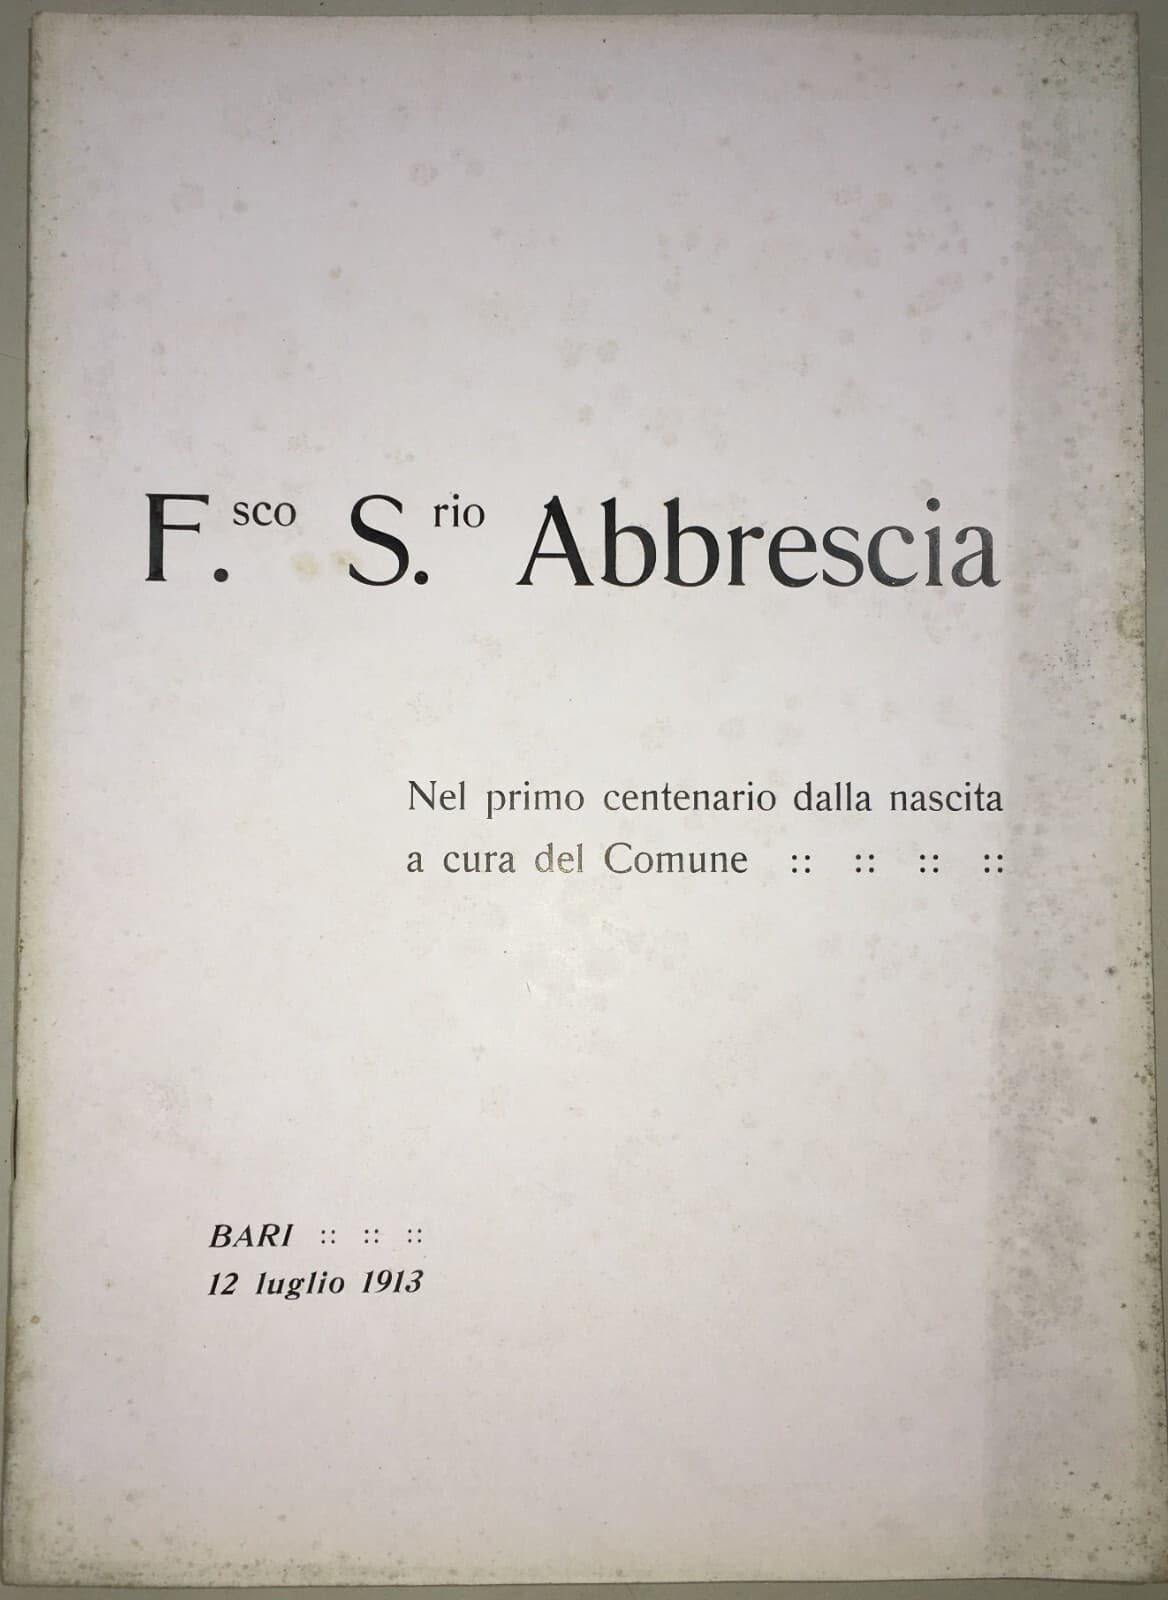 F.sco S.rio Abbrescia
Nel primo centenario dalla nascita
a cura del Comune :: :: :: ::
BARI :: :: ::
12 luglio 1913